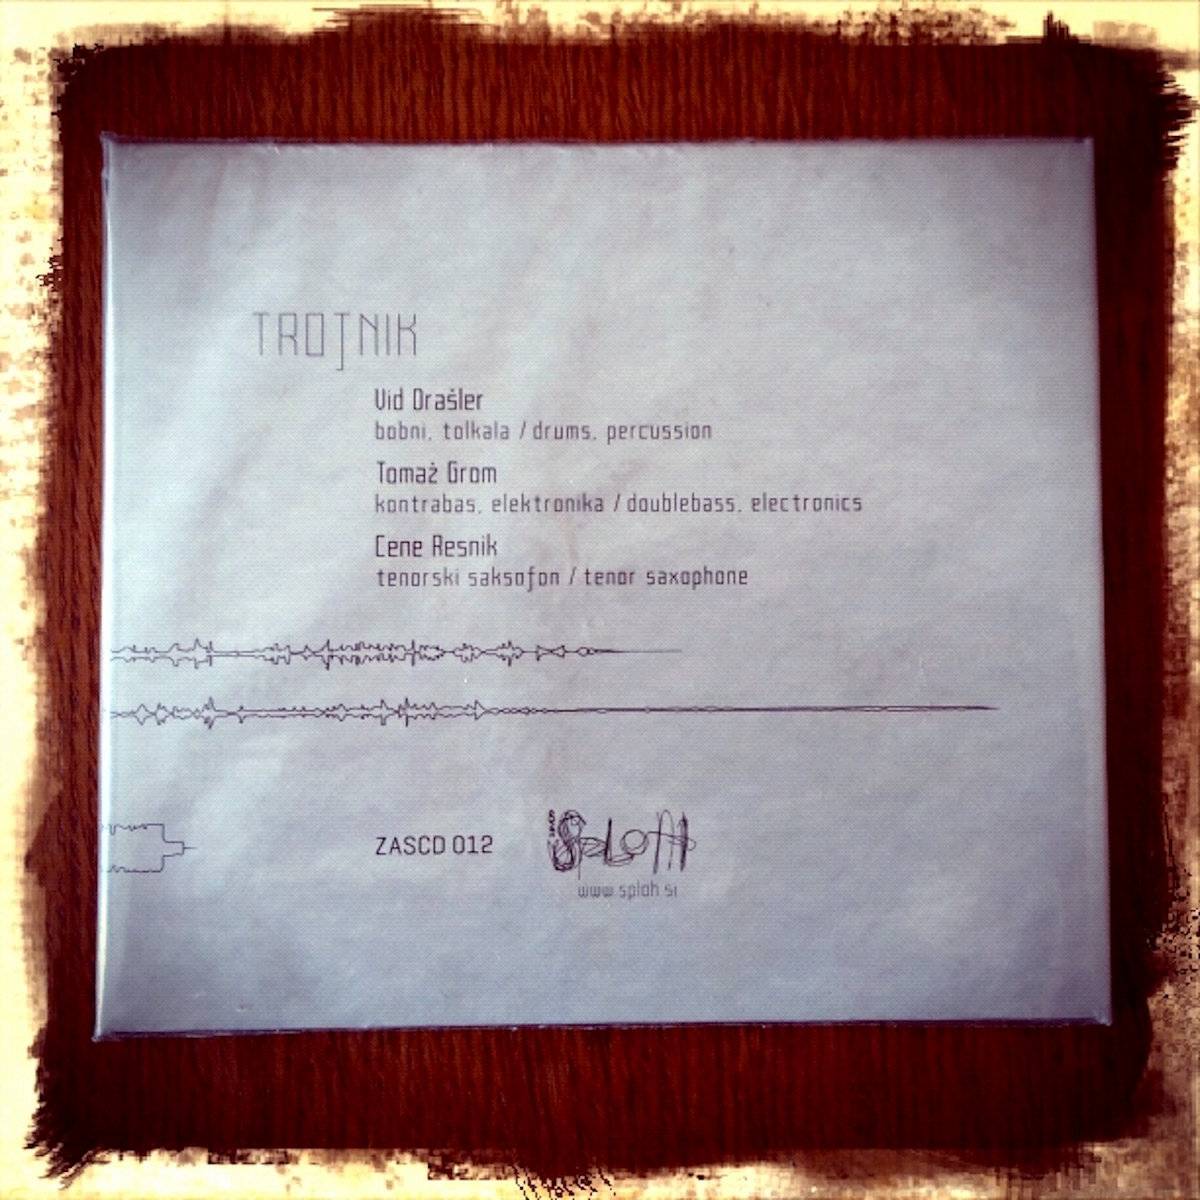 TROJNIK
Vid Drašler
bobni, tolkala / drums, percussion
Tomaž Grom
kontrabas, elektronika / doublebass, electronics
Cene Resnik
tenorski saksofon / tenor saxophone
ZASCD 012
SPLOH
www.sploh.si